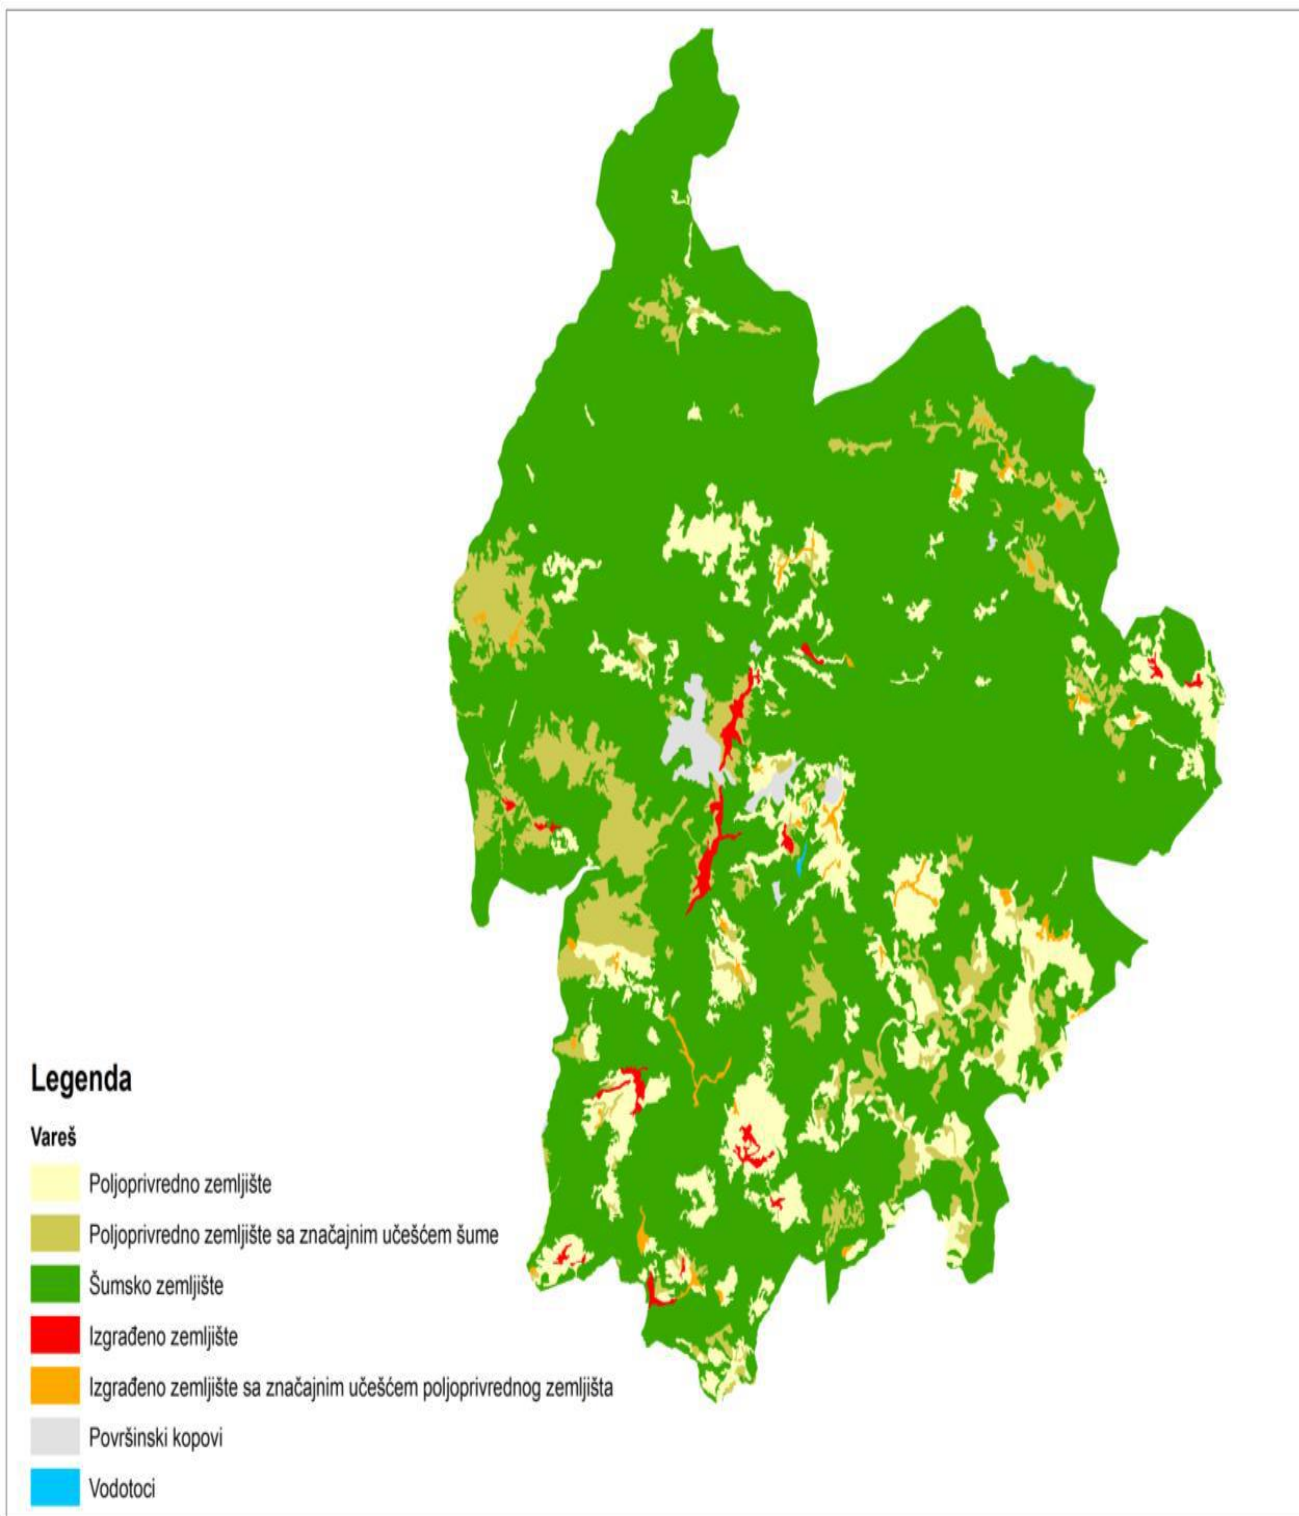 Legenda
Vareš
Poljoprivredno zemljište
Poljoprivredno zemljište sa značajnim učešćem šume
Šumsko zemljište
Izgrađeno zemljište
Izgrađeno zemljište sa značajnim učešćem poljoprivrednog zemljišta
Površinski kopovi
Vodotoci